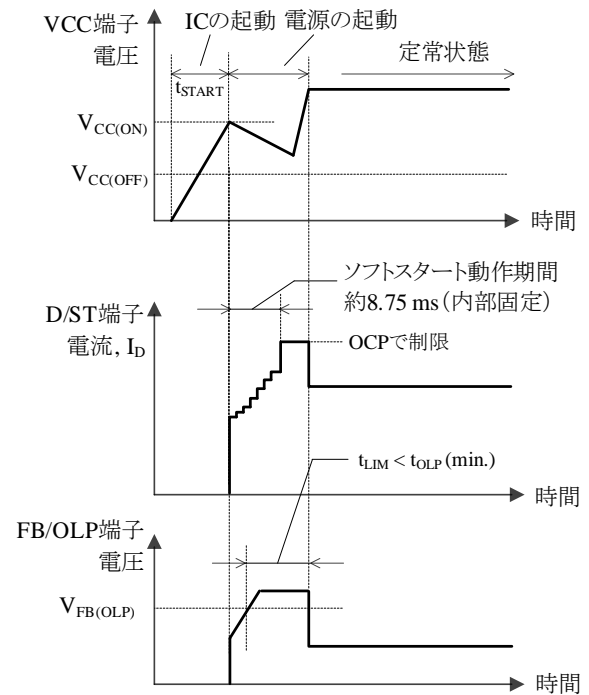 VCC端子
電圧
ICの起動
電源の起動
定常状態
tSTART
VCC(ON)
VCC(OFF)
時間
ソフトスタート動作期間
約8.75 ms(内部固定)
D/ST端子
電流, ID
OCPで制限
時間
tLIM < tOLP (min.)
FB/OLP端子
電圧
VFB(OLP)
時間